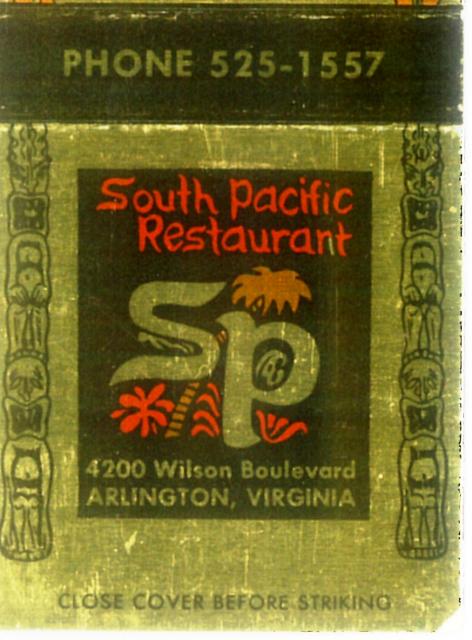 PHONE 525-1557
South Pacific
Restaurant
SP
4200 Wilson Boulevard
ARLINGTON, VIRGINIA
CLOSE COVER BEFORE STRIKING